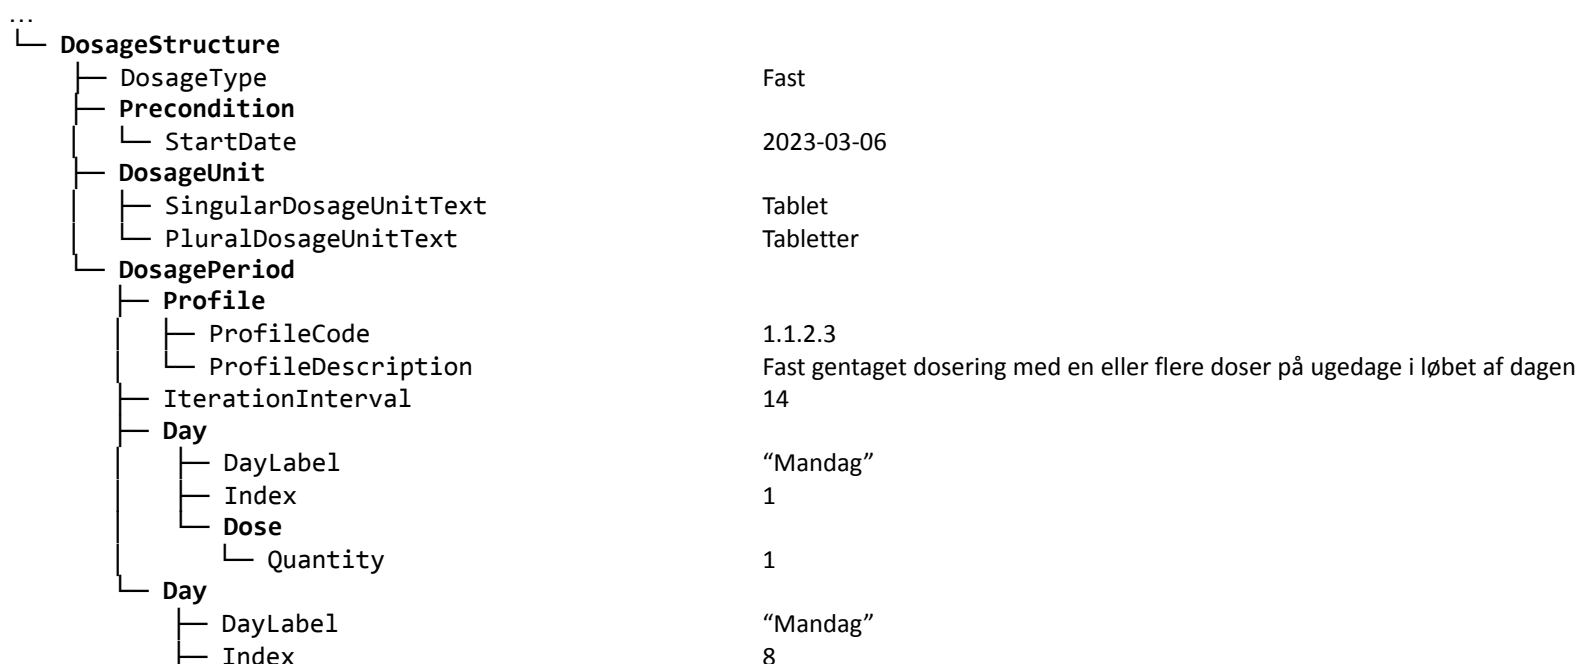 …
└─ DosageStructure
├─ DosageType Fast
├─ Precondition
│ └─ StartDate 2023-03-06
├─ DosageUnit
│ ├─ SingularDosageUnitText Tablet
│ └─ PluralDosageUnitText Tabletter
└─ DosagePeriod
├─ Profile
│ ├─ ProfileCode 1.1.2.3
│ └─ ProfileDescription Fast gentaget dosering med en eller flere doser på ugedage i løbet af dagen
├─ IterationInterval 14
├─ Day
│ ├─ DayLabel “Mandag”
│ ├─ Index 1
│ └─ Dose
│ └─ Quantity 1
└─ Day
├─ DayLabel “Mandag”
├─ Index 8